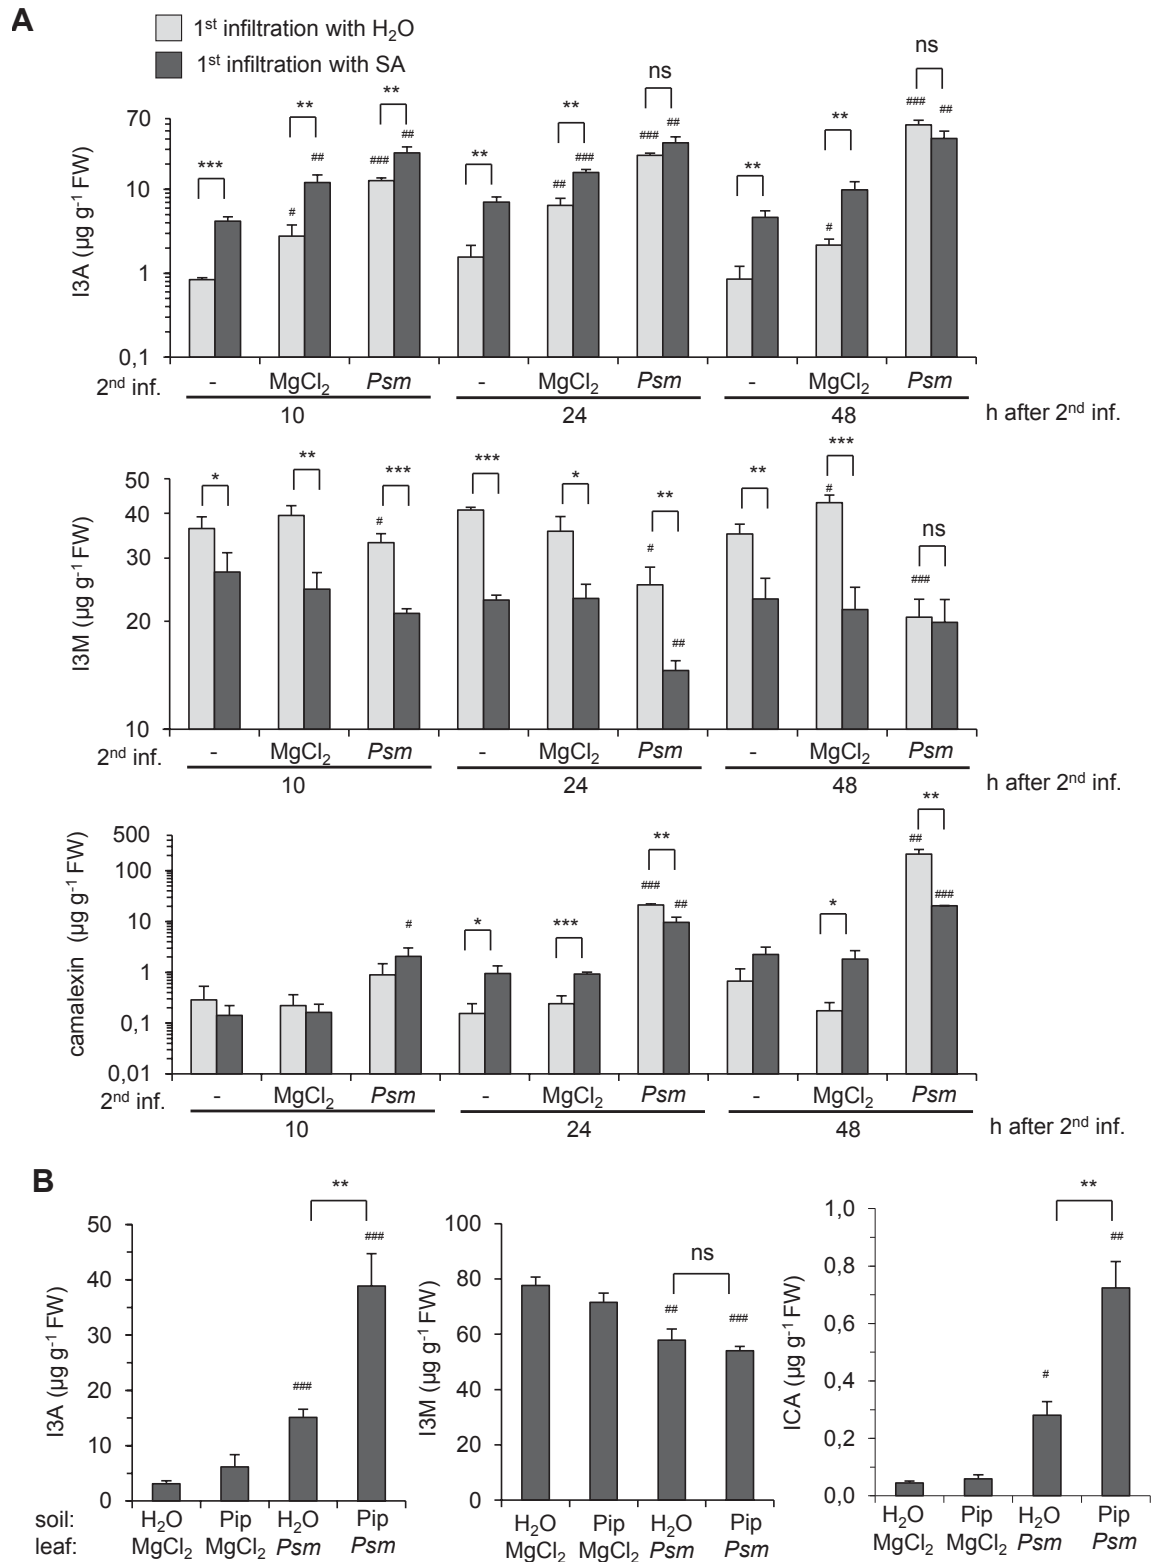 A
1st infiltration with H2O
1st infiltration with SA
I3A (µg g-1 FW)
70
10
1
0,1
*** ** ** ** ** ns ** ** ns
# ## ### ## ## ### ### ## # ### ##
2nd inf. - MgCl2 Psm - MgCl2 Psm - MgCl2 Psm
10 24 48 h after 2nd inf.
I3M (µg g-1 FW)
50
40
30
20
10
* ** *** *** * ** ** *** ns
# # ## # ###
2nd inf. - MgCl2 Psm - MgCl2 Psm - MgCl2 Psm
10 24 48 h after 2nd inf.
camalexin (µg g-1 FW)
500
100
10
1
0,1
0,01
* *** ** * **
# ### ## ## ###
2nd inf. - MgCl2 Psm - MgCl2 Psm - MgCl2 Psm
10 24 48 h after 2nd inf.
B
I3A (µg g-1 FW)
50
40
30
20
10
0
**
### ###
soil: H2O Pip H2O Pip
leaf: MgCl2 MgCl2 Psm Psm
I3M (µg g-1 FW)
100
80
60
40
20
0
ns
## ###
H2O Pip H2O Pip
MgCl2 MgCl2 Psm Psm
ICA (µg g-1 FW)
1,0
0,8
0,6
0,4
0,2
0,0
**
# ##
H2O Pip H2O Pip
MgCl2 MgCl2 Psm Psm